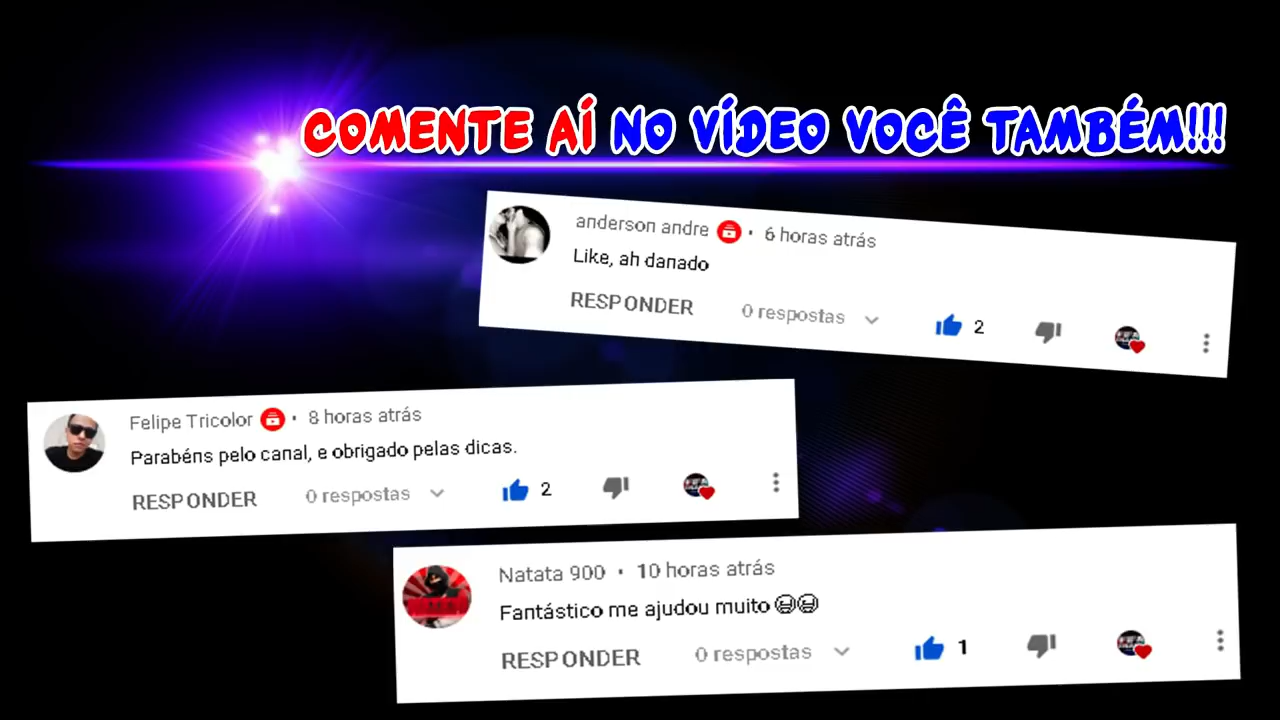 COMENTE AÍ NO VÍDEO VOCÊ TAMBÉM!!!
anderson andre · 6 horas atrás
Like, ah danado
RESPONDER 0 respostas 2
Felipe Tricolor · 8 horas atrás
Parabéns pelo canal, e obrigado pelas dicas.
RESPONDER 0 respostas 2
Natata 900 · 10 horas atrás
Fantástico me ajudou muito
RESPONDER 0 respostas 1